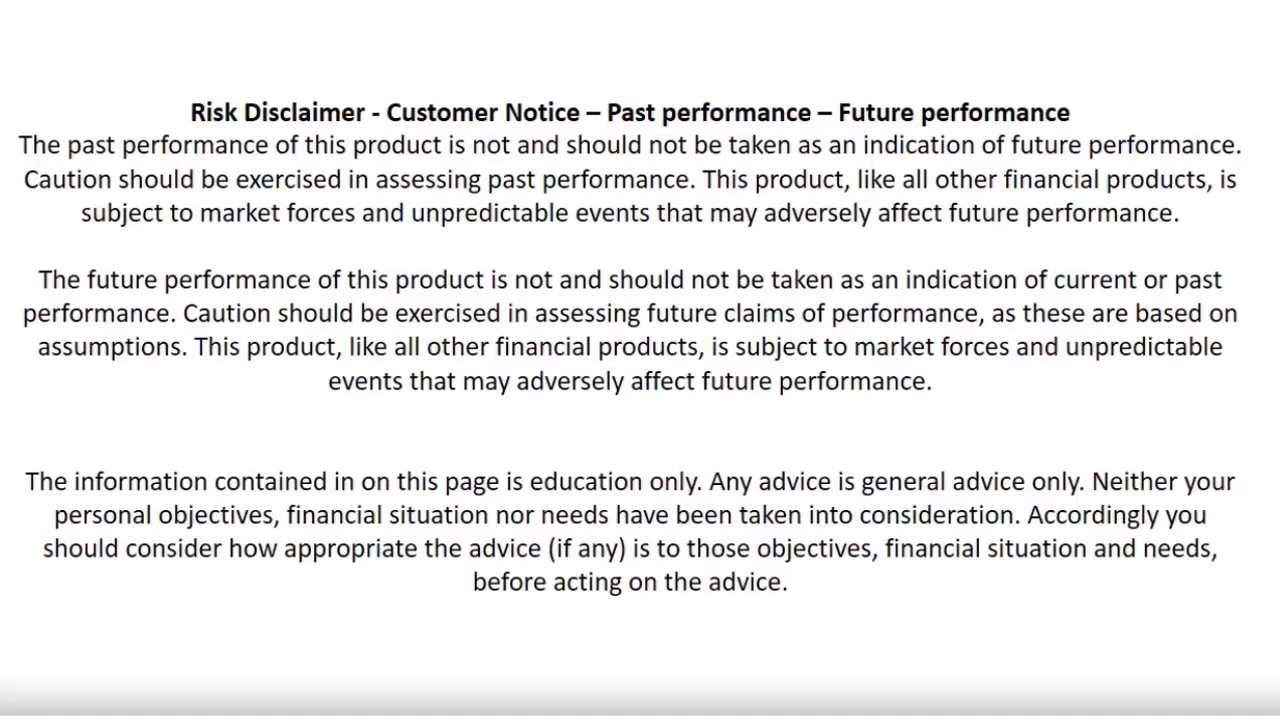 Risk Disclaimer - Customer Notice – Past performance – Future performance
The past performance of this product is not and should not be taken as an indication of future performance.
Caution should be exercised in assessing past performance. This product, like all other financial products, is
subject to market forces and unpredictable events that may adversely affect future performance.
The future performance of this product is not and should not be taken as an indication of current or past
performance. Caution should be exercised in assessing future claims of performance, as these are based on
assumptions. This product, like all other financial products, is subject to market forces and unpredictable
events that may adversely affect future performance.
The information contained in on this page is education only. Any advice is general advice only. Neither your
personal objectives, financial situation nor needs have been taken into consideration. Accordingly you
should consider how appropriate the advice (if any) is to those objectives, financial situation and needs,
before acting on the advice.